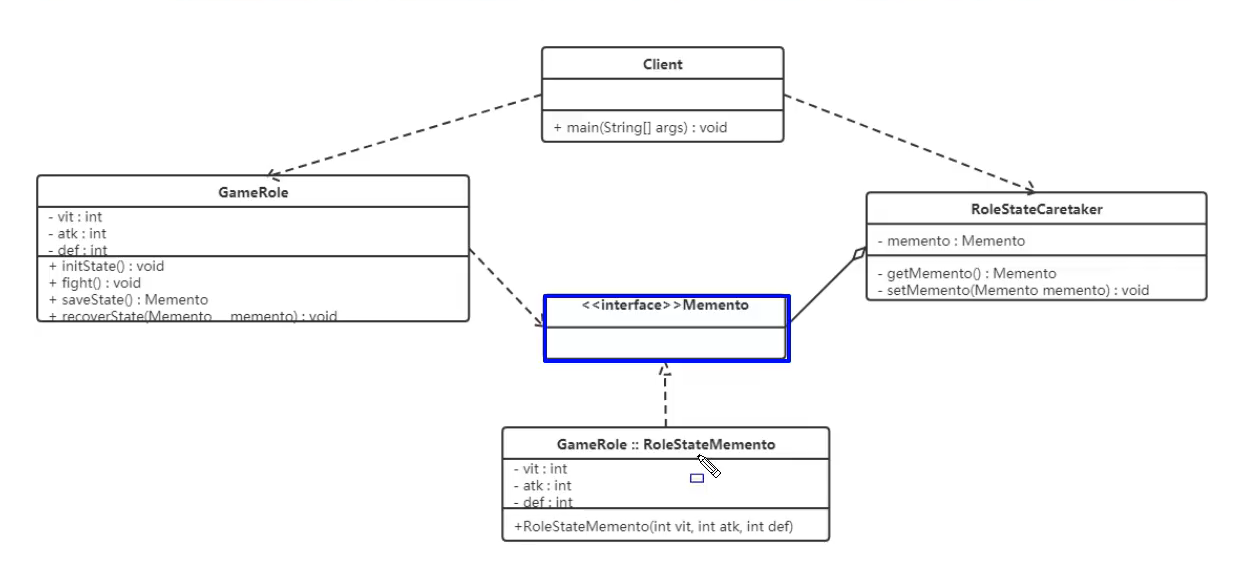 Client
+ main(String[] args) : void
GameRole
- vit : int
- atk : int
- def : int
+ initState() : void
+ fight() : void
+ saveState() : Memento
+ recoverState(Memento memento) : void
RoleStateCaretaker
- memento : Memento
- getMemento() : Memento
- setMemento(Memento memento) : void
<<interface>>Memento
GameRole :: RoleStateMemento
- vit : int
- atk : int
- def : int
+RoleStateMemento(int vit, int atk, int def)